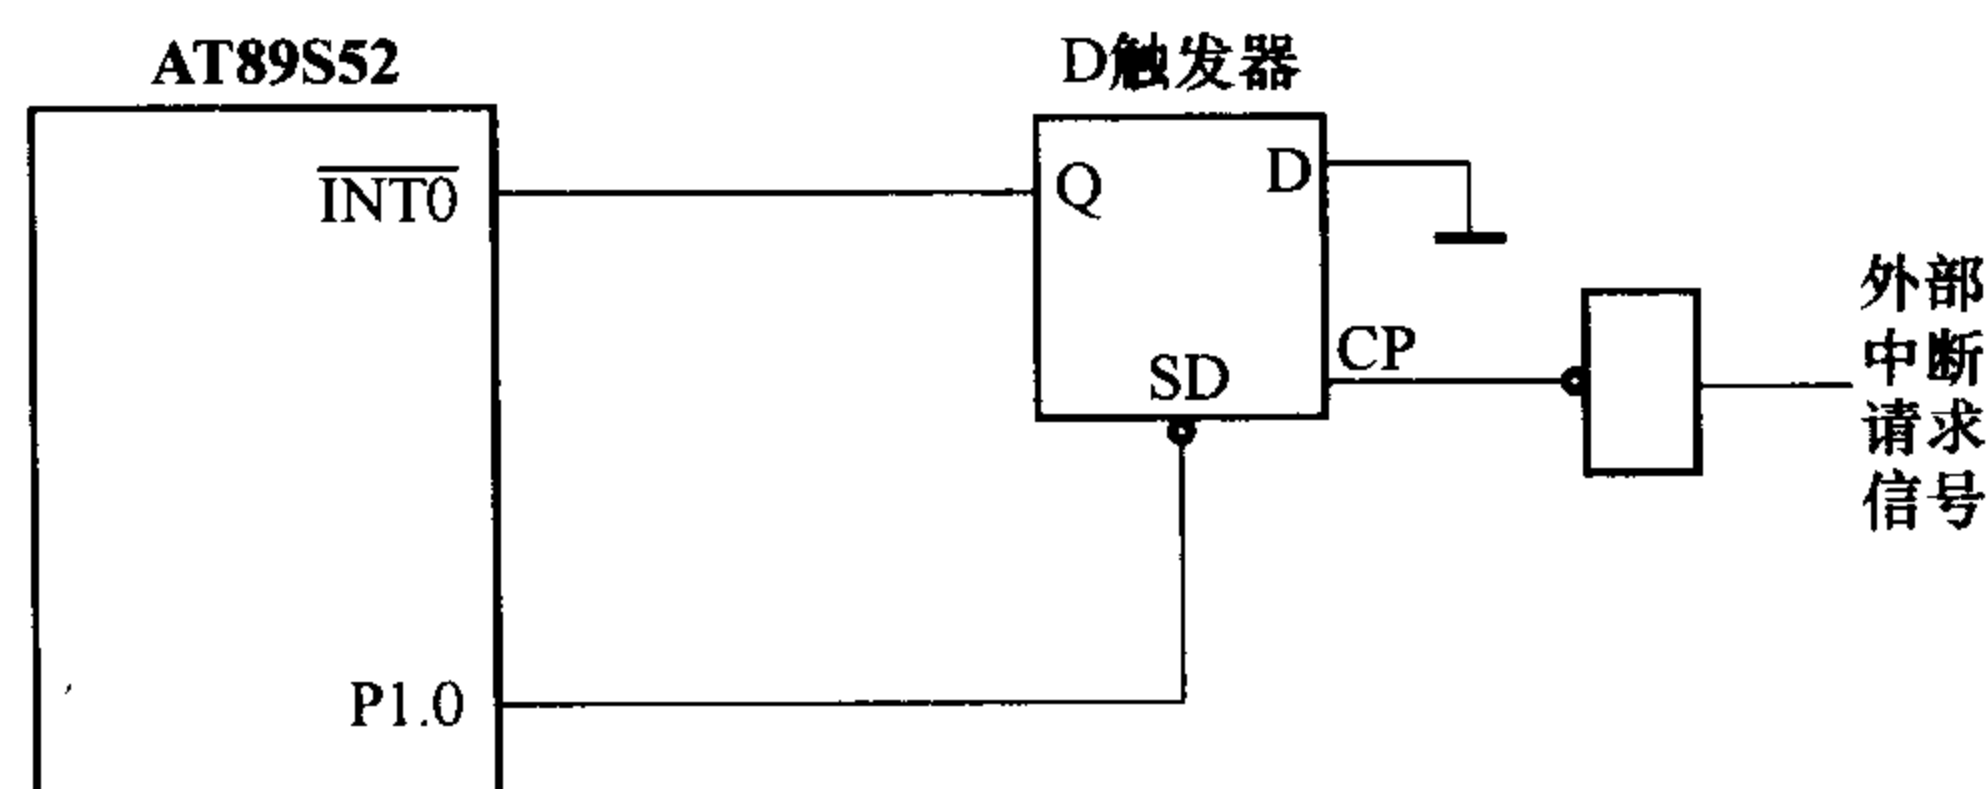 AT89S52
D触发器
INT0
Q
D
CP
SD
P1.0
外部
中断
请求
信号